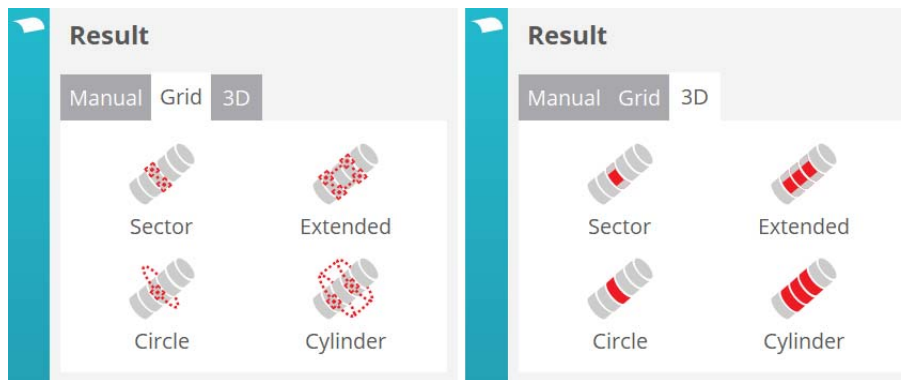 Result
Manual Grid 3D
Sector Extended
Circle Cylinder
Result
Manual Grid 3D
Sector Extended
Circle Cylinder